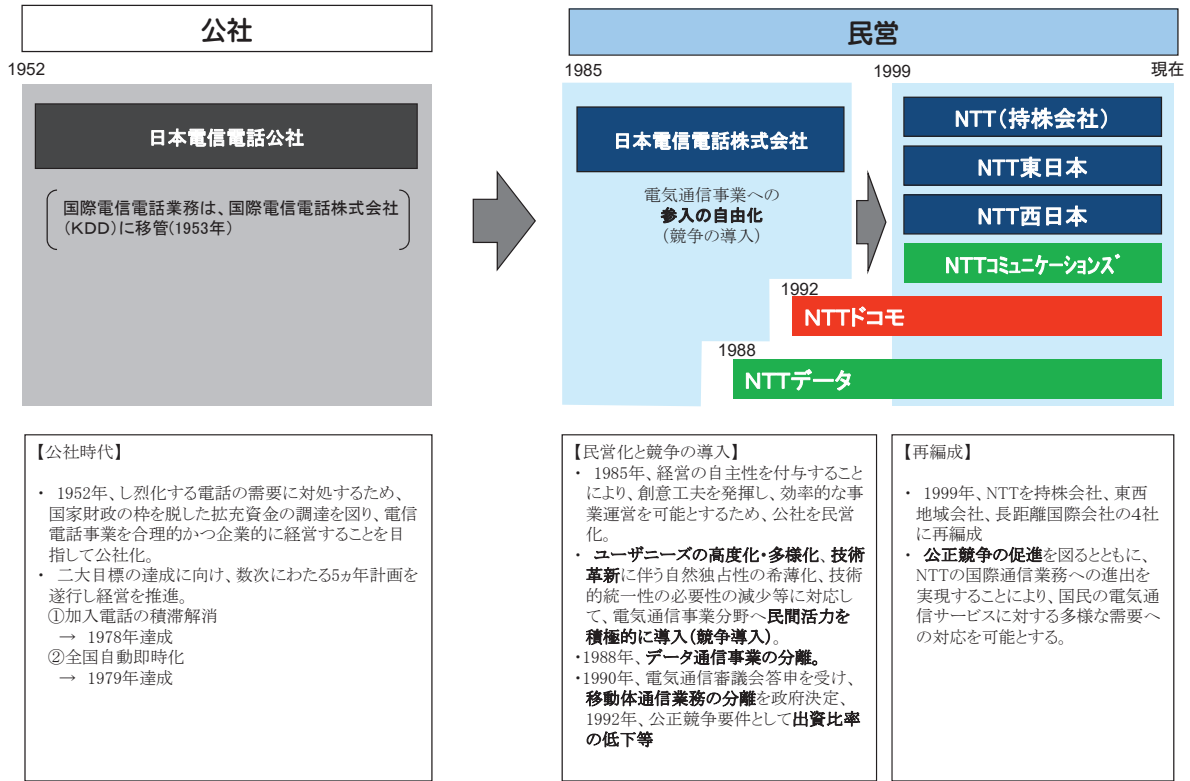 公社
民営
1952
1985
1999
現在
日本電信電話公社
国際電信電話業務は、国際電信電話株式会社
(KDD)に移管(1953年)
日本電信電話株式会社
電気通信事業への
参入の自由化
(競争の導入)
NTT(持株会社)
NTT東日本
NTT西日本
NTTコミュニケーションズ
1992
NTTドコモ
1988
NTTデータ
【公社時代】
・ 1952年、し烈化する電話の需要に対処するため、
国家財政の枠を脱した拡充資金の調達を図り、電信
電話事業を合理的かつ企業的に経営することを目
指して公社化。
・ 二大目標の達成に向け、数次にわたる5ヵ年計画を
遂行し経営を推進。
①加入電話の積滞解消
→ 1978年達成
②全国自動即時化
→ 1979年達成
【民営化と競争の導入】
・ 1985年、経営の自主性を付与すること
により、創意工夫を発揮し、効率的な事
業運営を可能とするため、公社を民営
化。
・ ユーザニーズの高度化・多様化、技術
革新に伴う自然独占性の希薄化、技術
的統一性の必要性の減少等に対応し
て、電気通信事業分野へ民間活力を
積極的に導入(競争導入)。
・1988年、データ通信事業の分離。
・1990年、電気通信審議会答申を受け、
移動体通信業務の分離を政府決定、
1992年、公正競争要件として出資比率
の低下等
【再編成】
・ 1999年、NTTを持株会社、東西
地域会社、長距離国際会社の4社
に再編成
・ 公正競争の促進を図るとともに、
NTTの国際通信業務への進出を
実現することにより、国民の電気通
信サービスに対する多様な需要へ
の対応を可能とする。